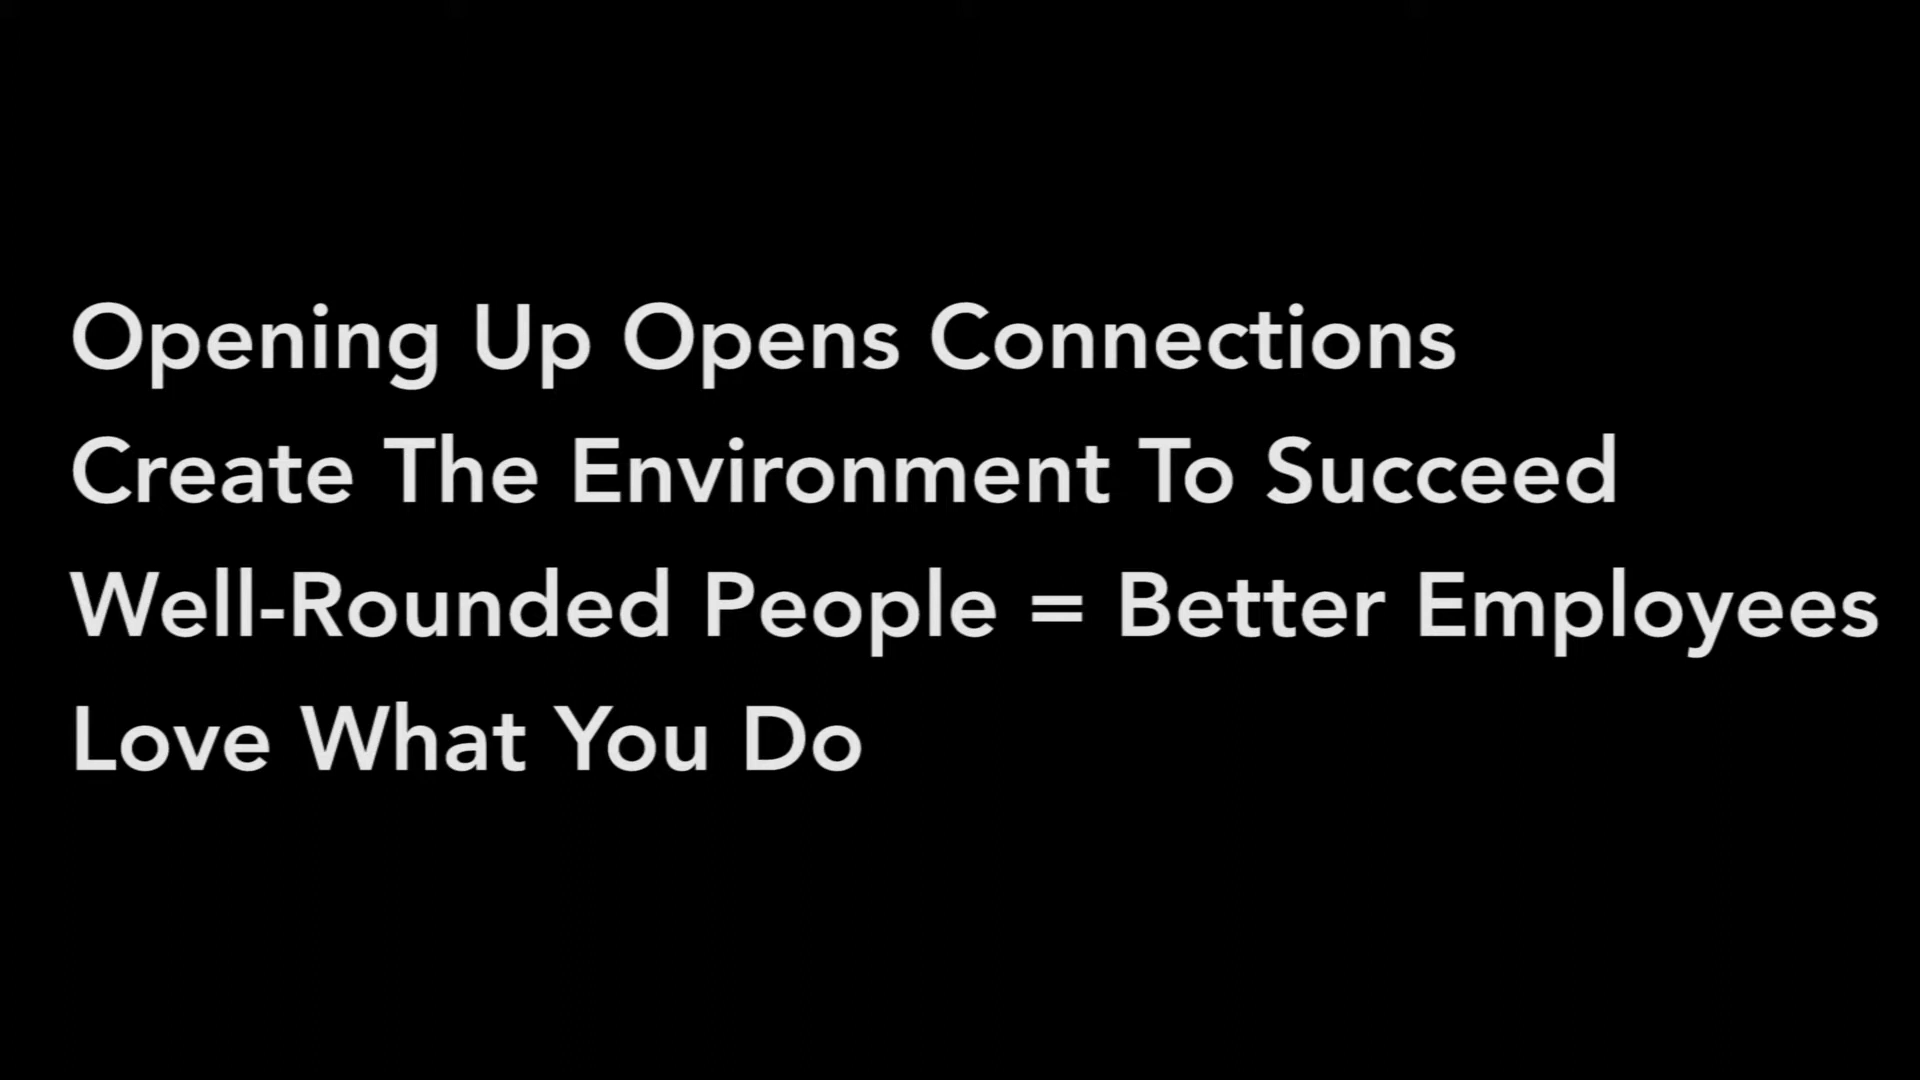 Opening Up Opens Connections
Create The Environment To Succeed
Well-Rounded People = Better Employees
Love What You Do